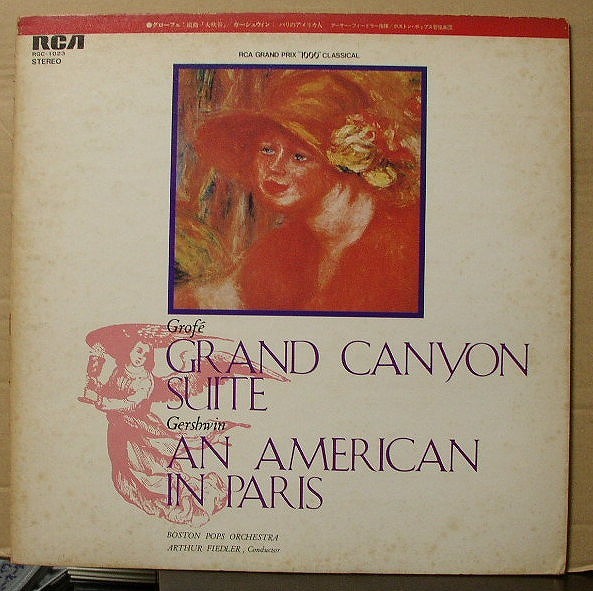 ●グローフェ：組曲「大峡谷」 ガーシュウィン：パリのアメリカ人 アーサー・フィードラー指揮／ボストン・ポップス管弦楽団
RCA
RGC-1023
STEREO
RCA GRAND PRIX "1000" CLASSICAL
Grofé
GRAND CANYON
SUITE
Gershwin
AN AMERICAN
IN PARIS
BOSTON POPS ORCHESTRA
ARTHUR FIEDLER, Conductor